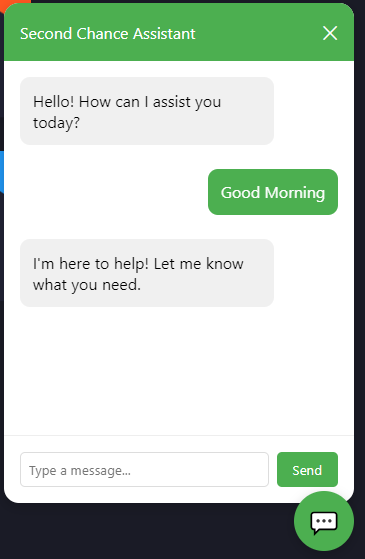 Second Chance Assistant
Hello! How can I assist you
today?
Good Morning
I'm here to help! Let me know
what you need.
Type a message...
Send